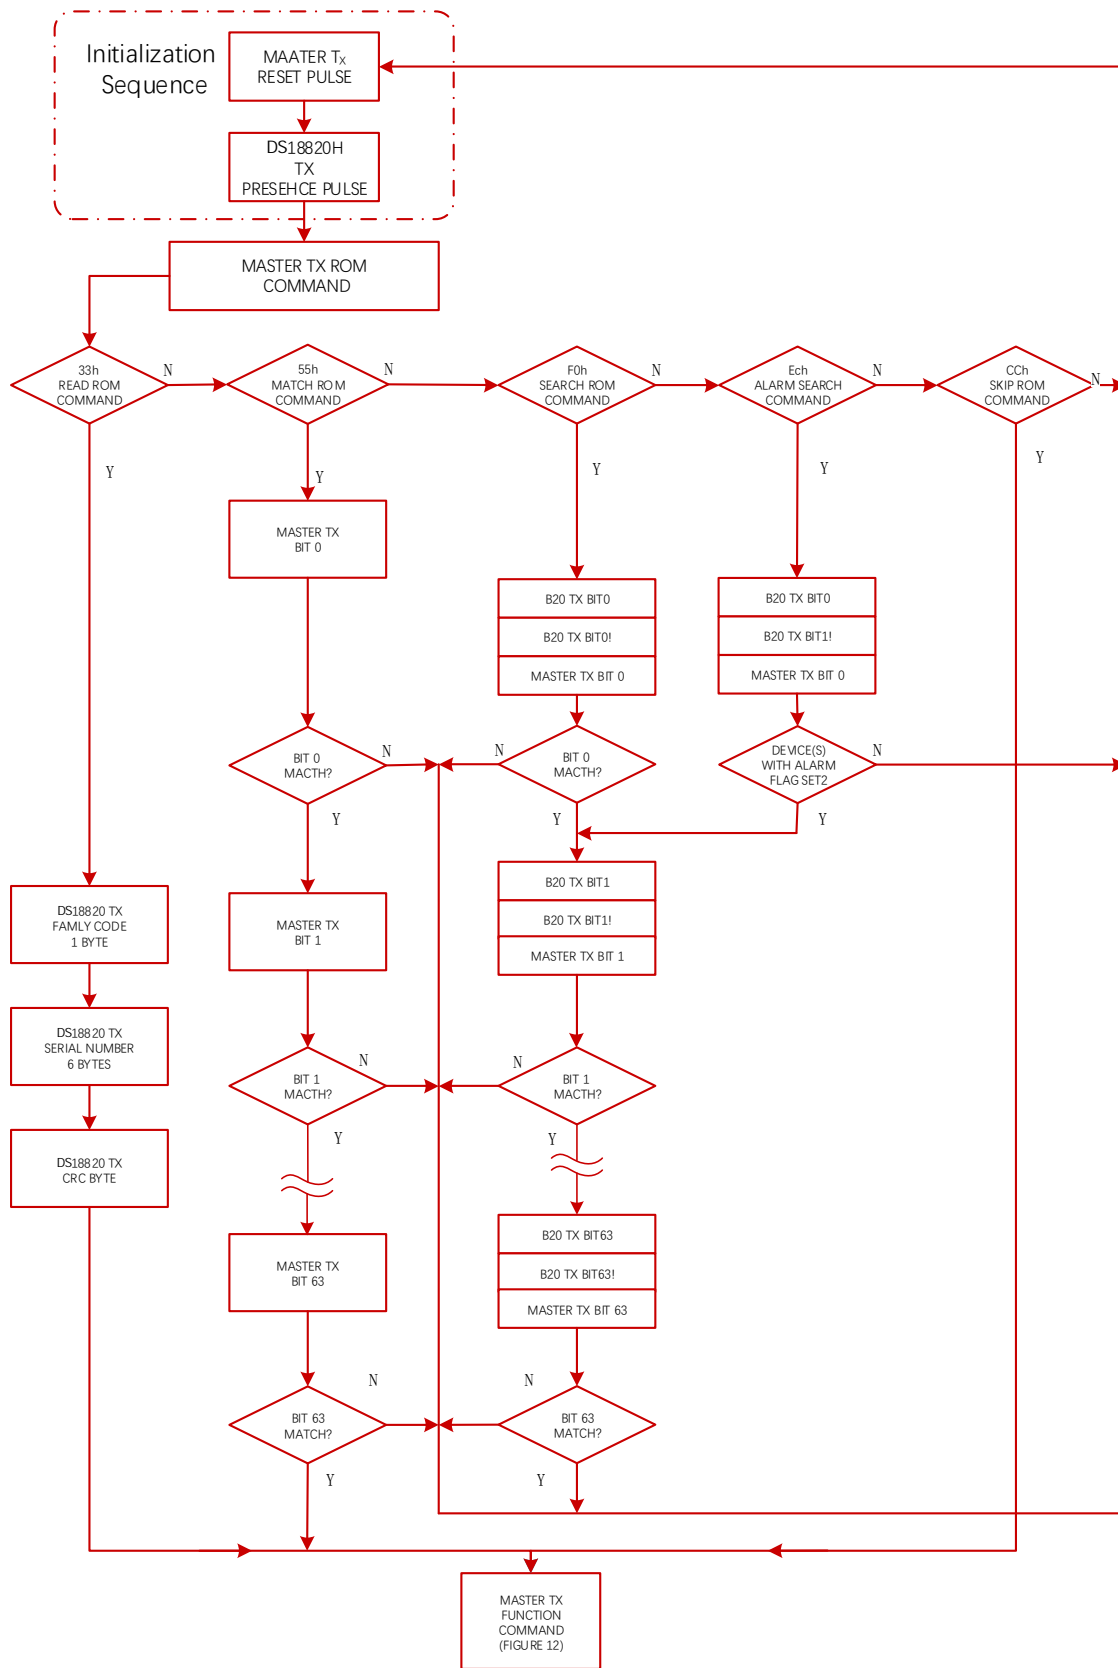 Initialization
Sequence
MAATER Tx
RESET PULSE
DS18820H
TX
PRESEHCE PULSE
MASTER TX ROM
COMMAND
33h
READ ROM
COMMAND
N
55h
MATCH ROM
COMMAND
N
F0h
SEARCH ROM
COMMAND
N
Ech
ALARM SEARCH
COMMAND
N
CCh
SKIP ROM
COMMAND
N
Y
Y
Y
Y
Y
MASTER TX
BIT 0
B20 TX BIT0
B20 TX BIT0!
MASTER TX BIT 0
B20 TX BIT0
B20 TX BIT1!
MASTER TX BIT 0
BIT 0
MACTH?
N
N
BIT 0
MACTH?
DEVICE(S)
WITH ALARM
FLAG SET2
N
Y
Y
Y
DS18820 TX
FAMLY CODE
1 BYTE
MASTER TX
BIT 1
B20 TX BIT1
B20 TX BIT1!
MASTER TX BIT 1
DS18820 TX
SERIAL NUMBER
6 BYTES
BIT 1
MACTH?
N
N
BIT 1
MACTH?
Y
Y
DS18820 TX
CRC BYTE
MASTER TX
BIT 63
B20 TX BIT63
B20 TX BIT63!
MASTER TX BIT 63
BIT 63
MATCH?
N
N
BIT 63
MATCH?
Y
Y
MASTER TX
FUNCTION
COMMAND
(FIGURE 12)